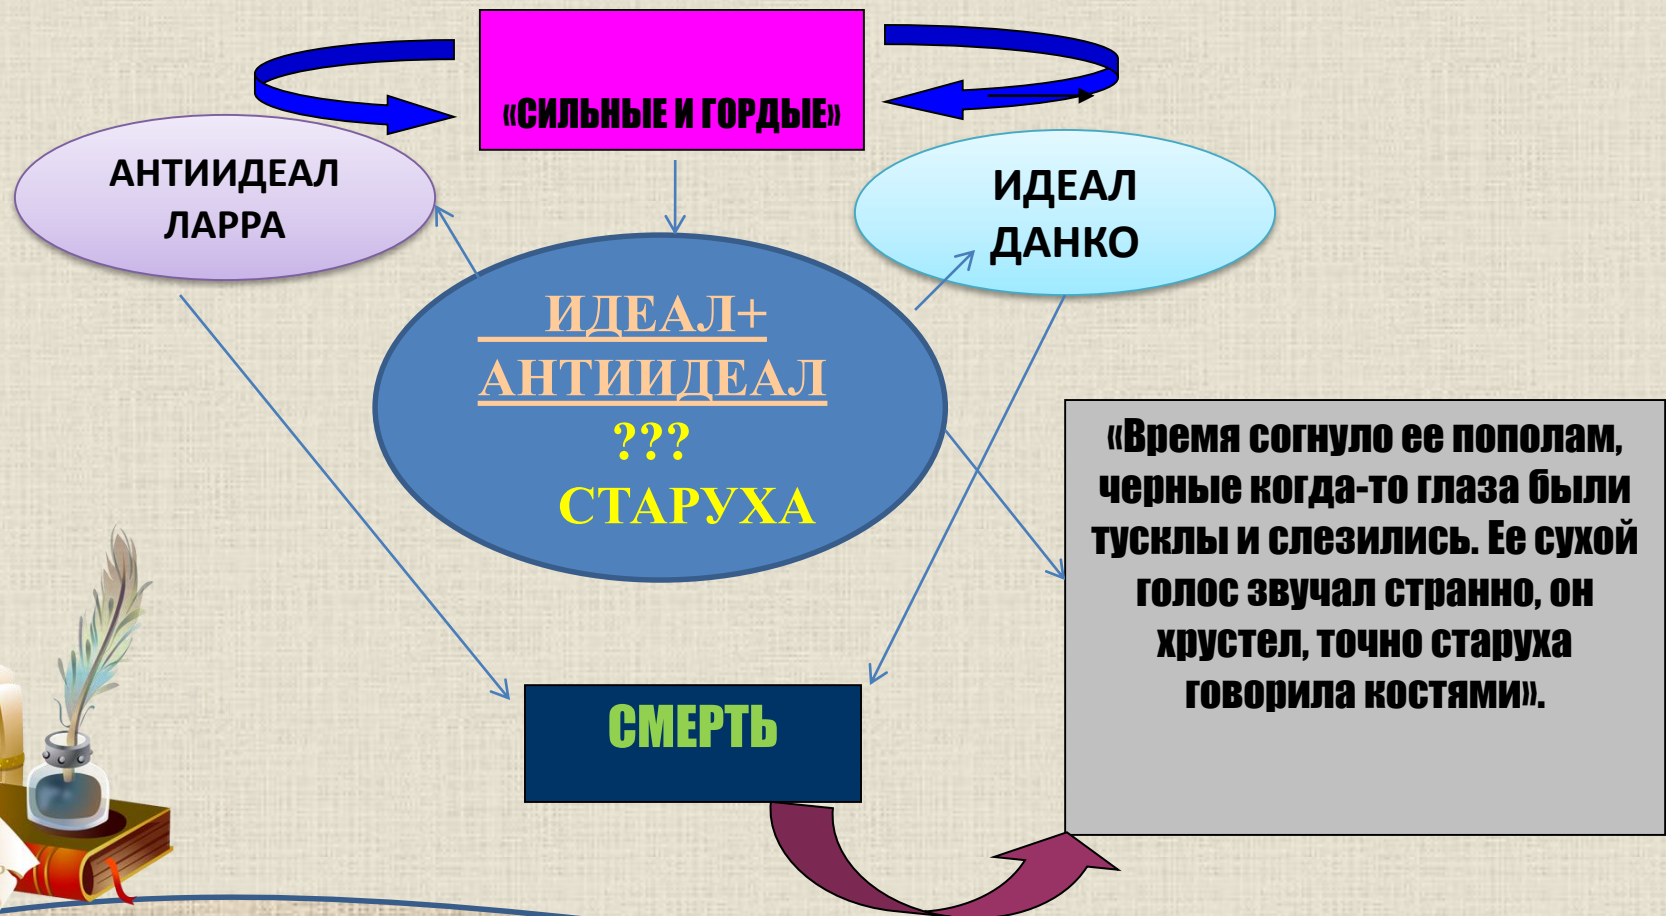 «СИЛЬНЫЕ И ГОРДЫЕ»
АНТИИДЕАЛ
ЛАРРА
ИДЕАЛ
ДАНКО
ИДЕАЛ+
АНТИИДЕАЛ
???
СТАРУХА
«Время согнуло ее пополам,
черные когда-то глаза были
тусклы и слезились. Ее сухой
голос звучал странно, он
хрустел, точно старуха
говорила костями».
СМЕРТЬ